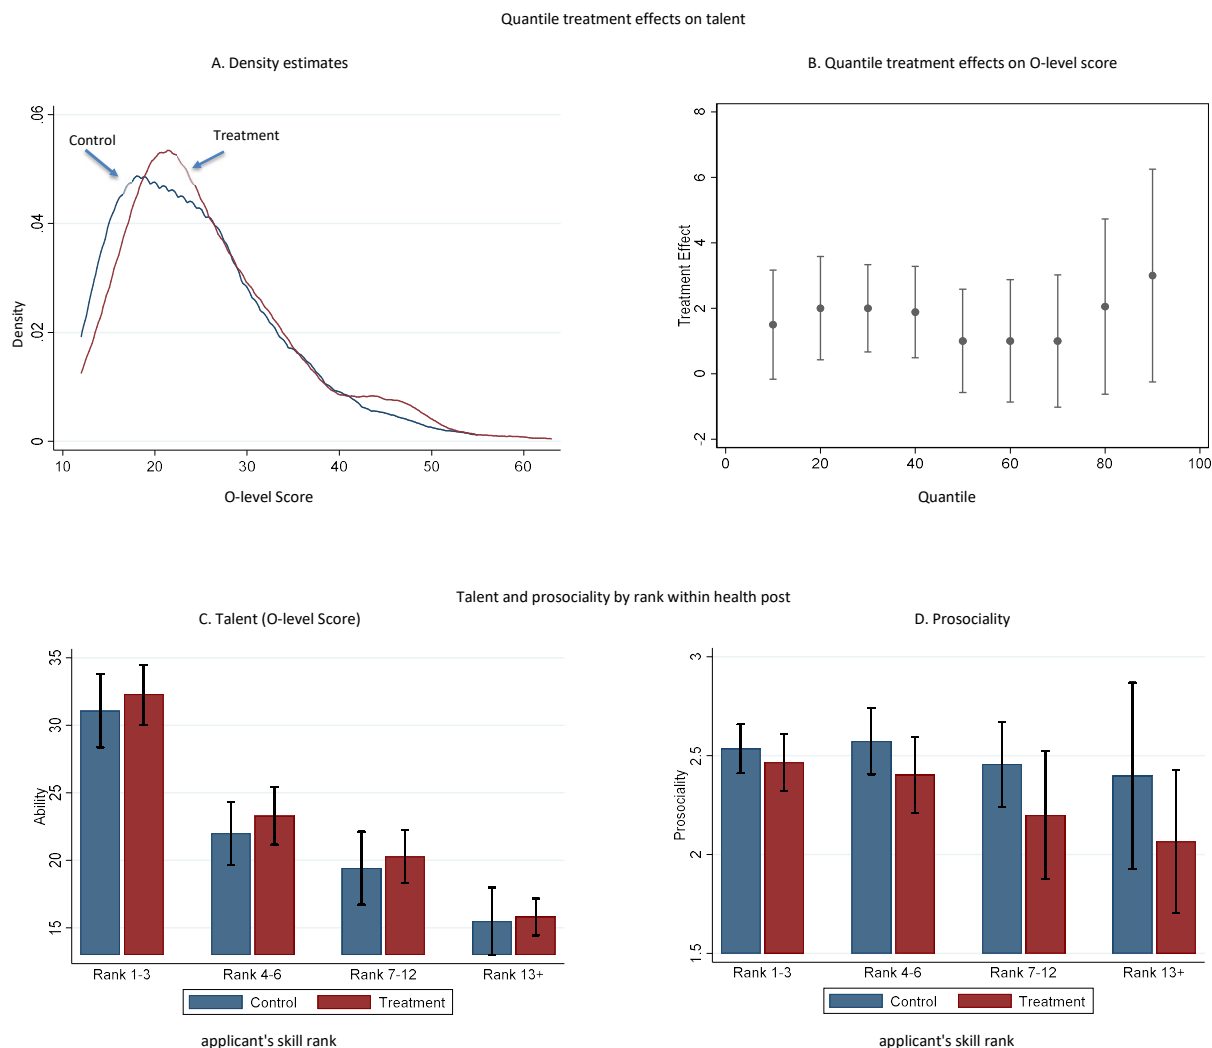 Quantile treatment effects on talent
A. Density estimates
.06
.04
.02
0
Density
Control
Treatment
10 20 30 40 50 60
O-level Score
B. Quantile treatment effects on O-level score
8
6
4
2
0
-2
Treatment Effect
0 20 40 60 80 100
Quantile
Talent and prosociality by rank within health post
C. Talent (O-level Score)
35
30
25
20
15
Ability
Rank 1-3 Rank 4-6 Rank 7-12 Rank 13+
Control Treatment
applicant's skill rank
D. Prosociality
3
2.5
2
1.5
Prosociality
Rank 1-3 Rank 4-6 Rank 7-12 Rank 13+
Control Treatment
applicant's skill rank